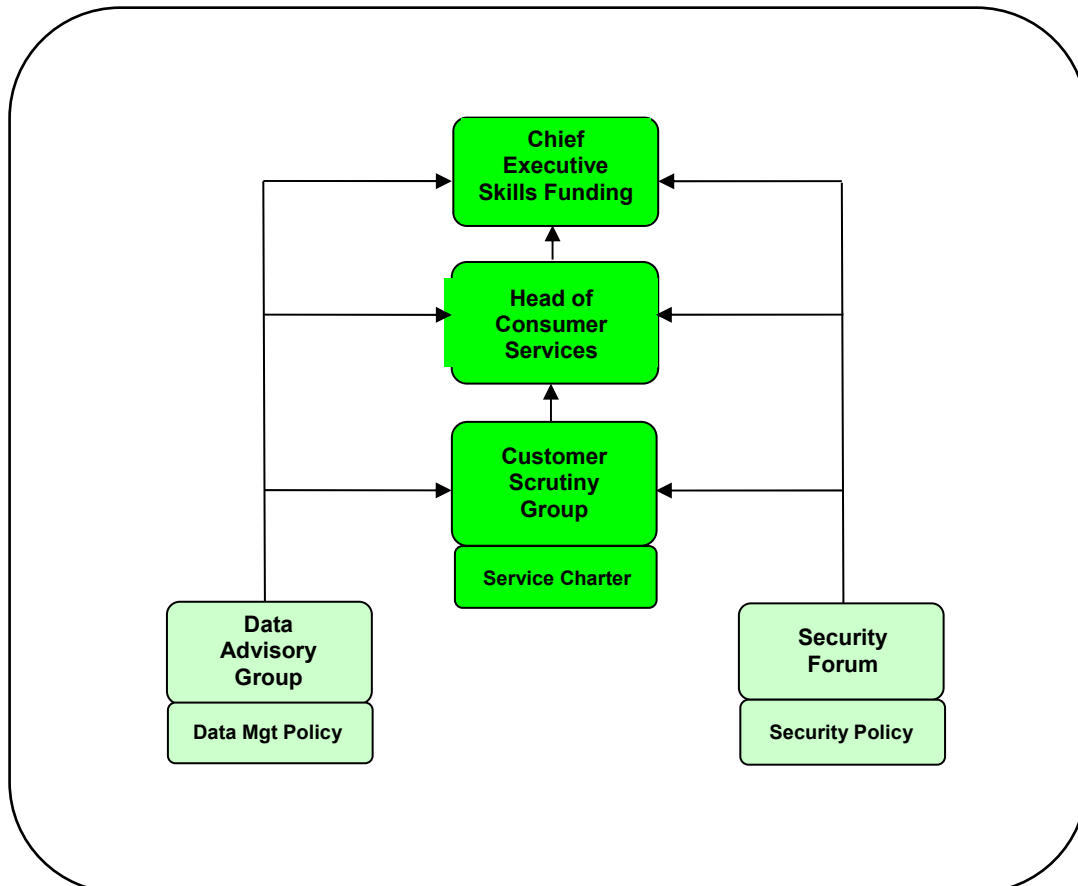 Chief
Executive
Skills Funding
Head of
Consumer
Services
Customer
Scrutiny
Group
Service Charter
Data
Advisory
Group
Data Mgt Policy
Security
Forum
Security Policy